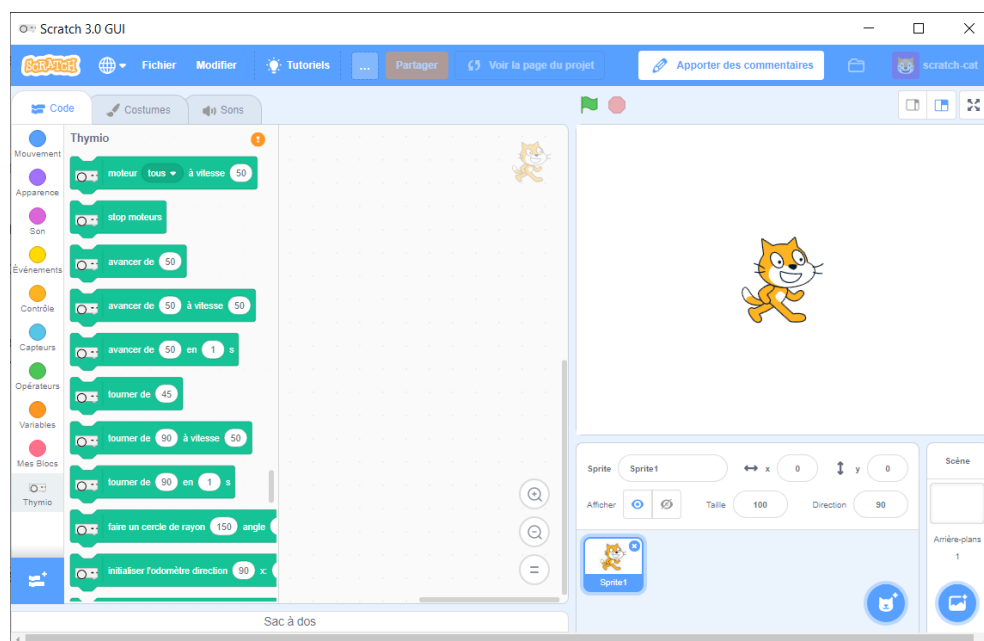 Scratch 3.0 GUI
SCRATCH Fichier Modifier Tutoriels ... Partager Voir la page du projet Apporter des commentaires scratch-cat
Code Costumes Sons
Mouvement
Apparence
Son
Événements
Contrôle
Capteurs
Opérateurs
Variables
Mes Blocs
Thymio
Thymio
moteur tous à vitesse 50
stop moteurs
avancer de 50
avancer de 50 à vitesse 50
avancer de 50 en 1 s
tourner de 45
tourner de 90 à vitesse 50
tourner de 90 en 1 s
faire un cercle de rayon 150 angle
initialiser l'odomètre direction 90 x:
Sac à dos
Sprite Sprite1 x 0 y 0
Afficher Taille 100 Direction 90
Sprite1
Scène
Arrière-plans
1